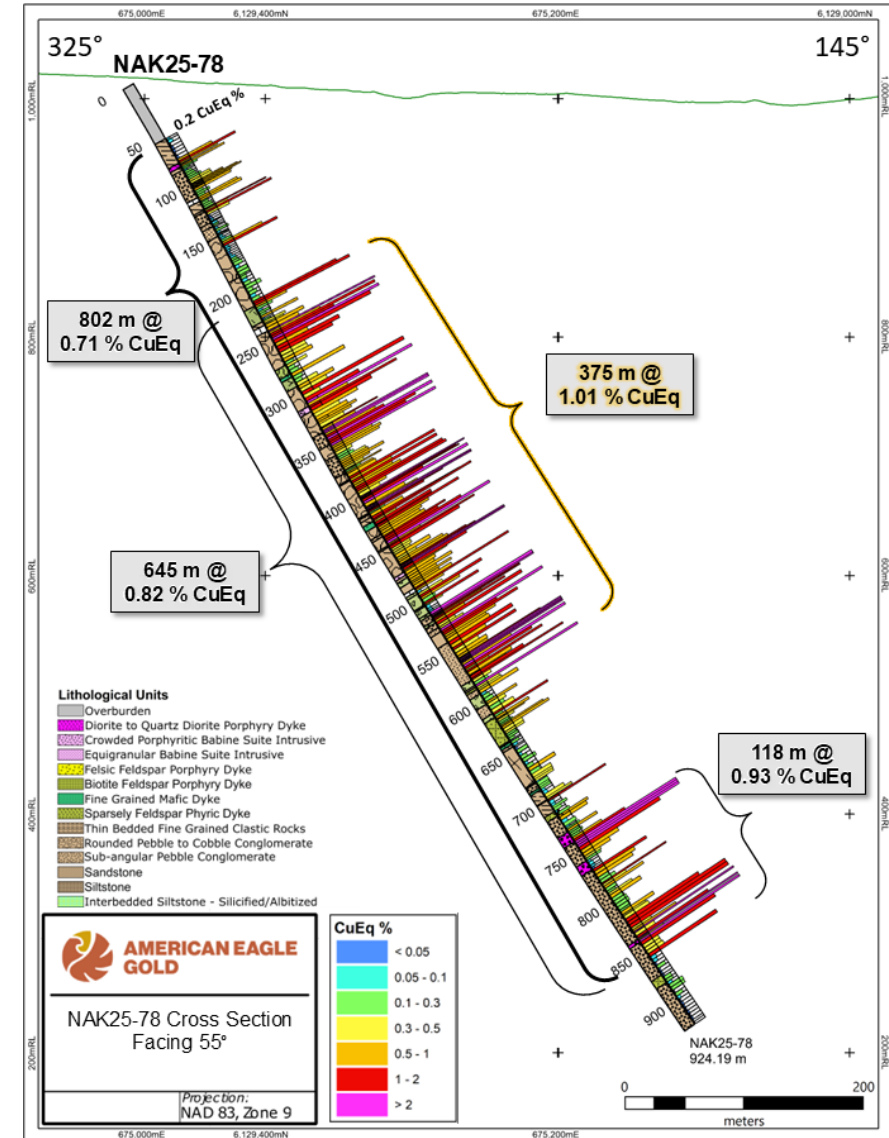 675,000mE
6,129,400mN
675,200mE
6,129,000mN
325°
145°
NAK25-78
1,000mRL
1,000mRL
0
0.2 CuEq %
50
100
150
200
250
300
350
400
450
500
550
600
650
700
750
800
850
900
802 m @
0.71 % CuEq
375 m @
1.01 % CuEq
645 m @
0.82 % CuEq
118 m @
0.93 % CuEq
800mRL
800mRL
600mRL
600mRL
400mRL
400mRL
200mRL
200mRL
Lithological Units
Overburden
Diorite to Quartz Diorite Porphyry Dyke
Crowded Porphyritic Babine Suite Intrusive
Equigranular Babine Suite Intrusive
Felsic Feldspar Porphyry Dyke
Biotite Feldspar Porphyry Dyke
Fine Grained Mafic Dyke
Sparsely Feldspar Phyric Dyke
Thin Bedded Fine Grained Clastic Rocks
Rounded Pebble to Cobble Conglomerate
Sub-angular Pebble Conglomerate
Sandstone
Siltstone
Interbedded Siltstone - Silicified/Albitized
AMERICAN EAGLE
GOLD
NAK25-78 Cross Section
Facing 55°
Projection:
NAD 83, Zone 9
CuEq %
< 0.05
0.05 - 0.1
0.1 - 0.3
0.3 - 0.5
0.5 - 1
1 - 2
> 2
NAK25-78
924.19 m
0
200
meters
675,000mE
6,129,400mN
675,200mE
6,129,000mN